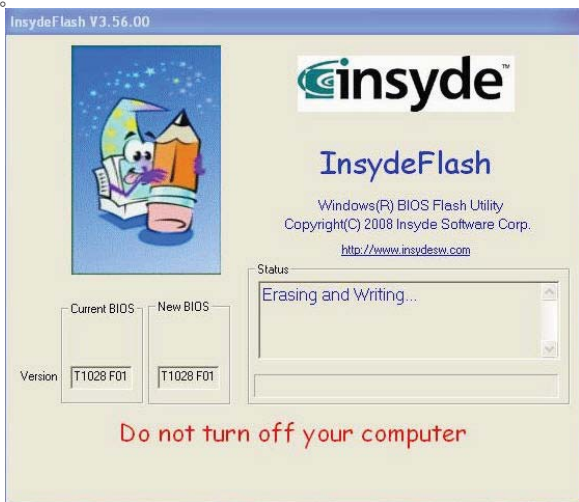 InsydeFlash V3.56.00
insyde™
InsydeFlash
Windows(R) BIOS Flash Utility
Copyright(C) 2008 Insyde Software Corp.
http://www.insydesw.com
Status
Erasing and Writing...
Current BIOS
New BIOS
Version T1028 F01 T1028 F01
Do not turn off your computer